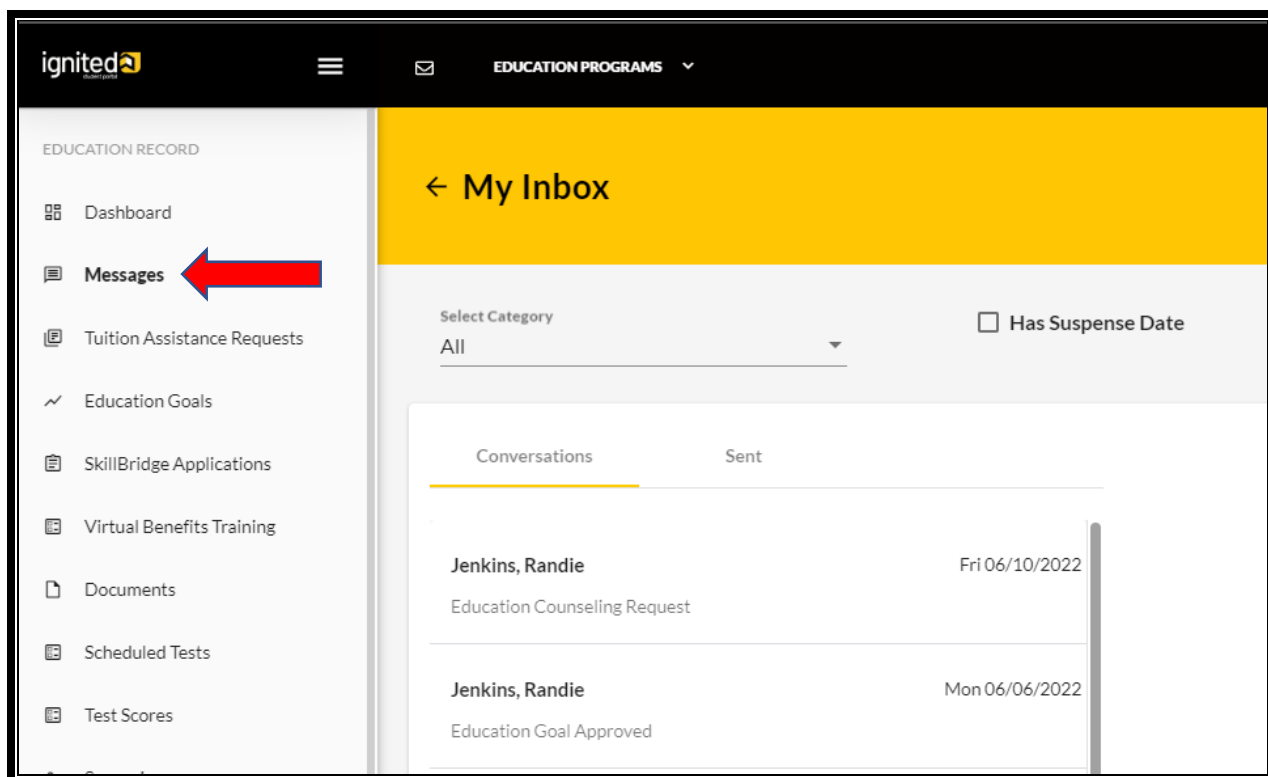 ignited
student portal
EDUCATION PROGRAMS
EDUCATION RECORD
Dashboard
Messages
Tuition Assistance Requests
Education Goals
SkillBridge Applications
Virtual Benefits Training
Documents
Scheduled Tests
Test Scores
My Inbox
Select Category
All
Has Suspense Date
Conversations Sent
Jenkins, Randie Fri 06/10/2022
Education Counseling Request
Jenkins, Randie Mon 06/06/2022
Education Goal Approved